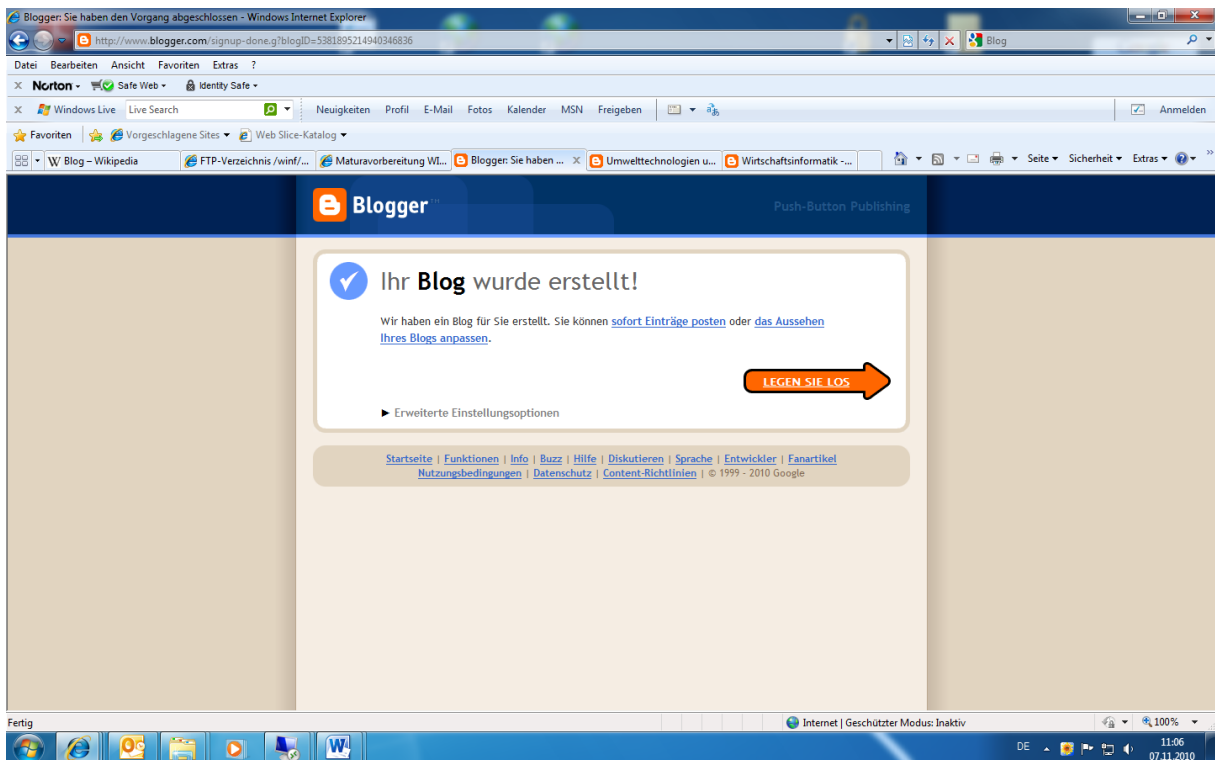 Blogger: Sie haben den Vorgang abgeschlossen - Windows Internet Explorer
http://www.blogger.com/signup-done.g?blogID=5381895214940346836
Blog
Datei Bearbeiten Ansicht Favoriten Extras ?
x Norton - Safe Web - Identity Safe -
x Windows Live Live Search Neuigkeiten Profil E-Mail Fotos Kalender MSN Freigeben Anmelden
Favoriten Vorgeschlagene Sites Web Slice-Katalog
W Blog – Wikipedia FTP-Verzeichnis /winf/... Maturavorbereitung WI... Blogger: Sie haben ... x Umwelttechnologien u... Wirtschaftsinformatik -... Seite Sicherheit Extras »
Blogger™ Push-Button Publishing
Ihr Blog wurde erstellt!
Wir haben ein Blog für Sie erstellt. Sie können sofort Einträge posten oder das Aussehen
Ihres Blogs anpassen.
LEGEN SIE LOS
► Erweiterte Einstellungsoptionen
Startseite | Funktionen | Info | Buzz | Hilfe | Diskutieren | Sprache | Entwickler | Fanartikel
Nutzungsbedingungen | Datenschutz | Content-Richtlinien | © 1999 - 2010 Google
Fertig Internet | Geschützter Modus: Inaktiv 100%
DE 11:06
07.11.2010